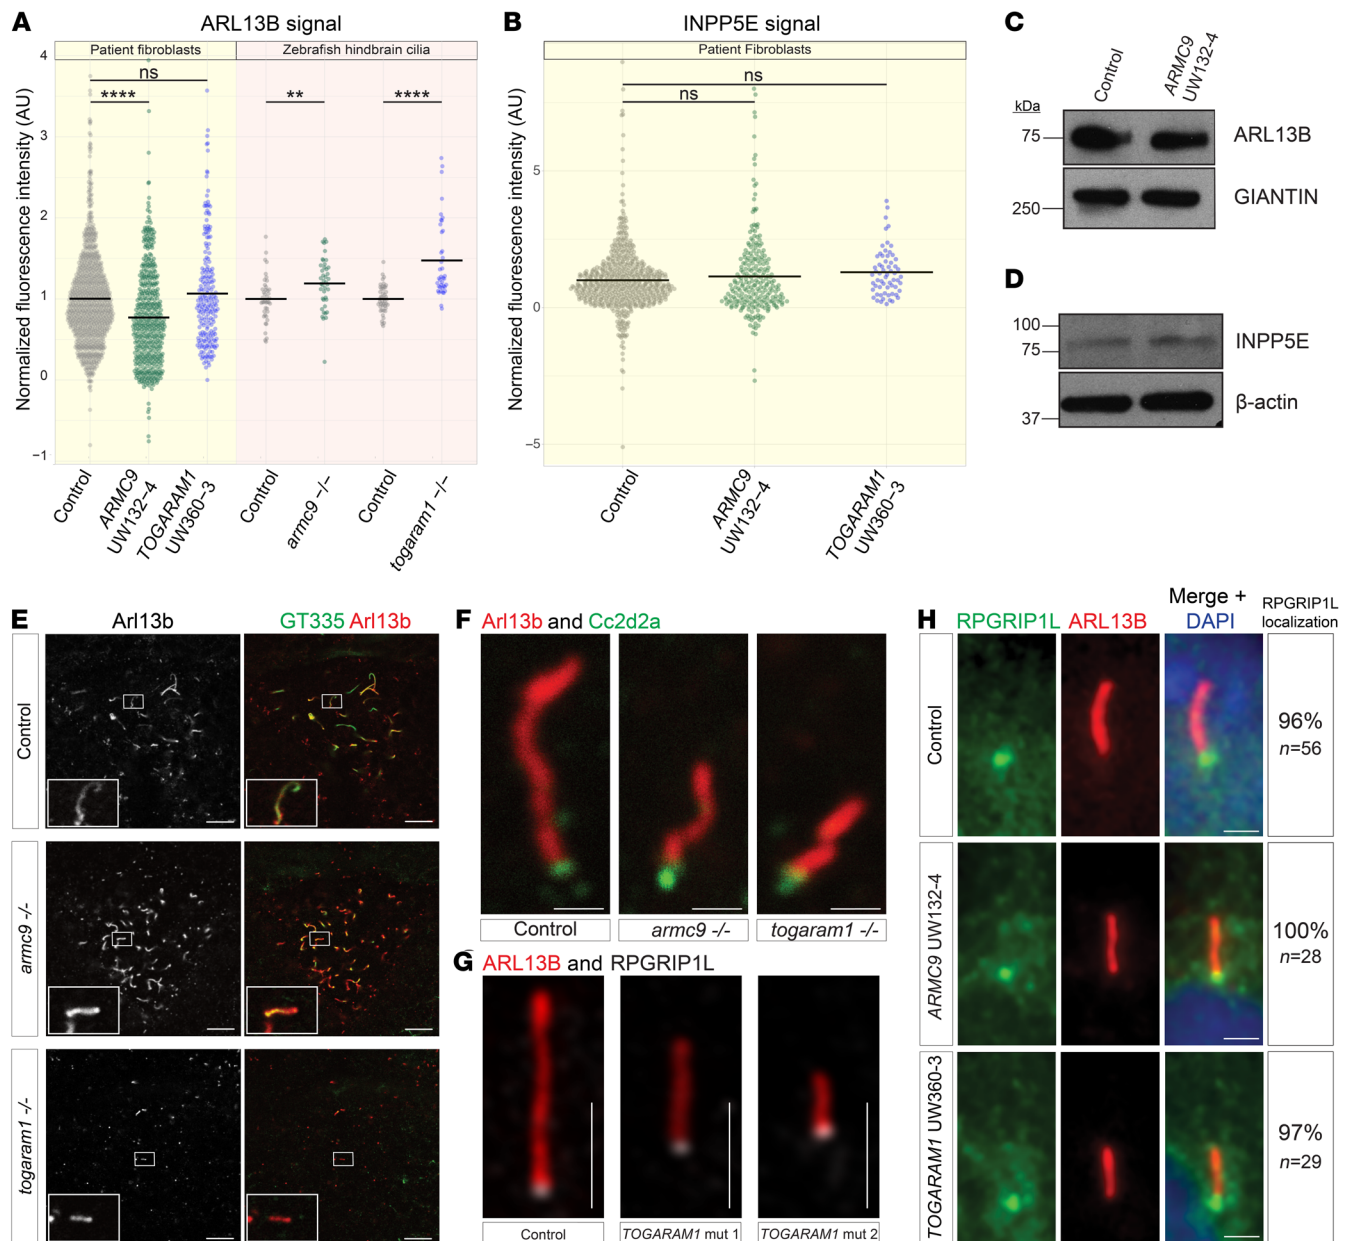 A
ARL13B signal
Patient fibroblasts
Zebrafish hindbrain cilia
Normalized fluorescence intensity (AU)
4
3
2
1
0
−1
ns
****
**
****
Control
ARMC9
UW132−4
TOGARAM1
UW360−3
Control
armc9 −/−
Control
togaram1 −/−
B
INPP5E signal
Patient Fibroblasts
Normalized fluorescence intensity (AU)
5
0
−5
ns
ns
Control
ARMC9
UW132−4
TOGARAM1
UW360−3
C
Control
ARMC9
UW132-4
kDa
75
ARL13B
250
GIANTIN
D
100
75
INPP5E
37
β-actin
E
Arl13b
GT335 Arl13b
Control
armc9 -/-
togaram1 -/-
F
Arl13b and Cc2d2a
Control
armc9 -/-
togaram1 -/-
G
ARL13B and RPGRIP1L
Control
TOGARAM1 mut 1
TOGARAM1 mut 2
H
RPGRIP1L
ARL13B
Merge +
DAPI
RPGRIP1L
localization
Control
96%
n=56
ARMC9 UW132-4
100%
n=28
TOGARAM1 UW360-3
97%
n=29